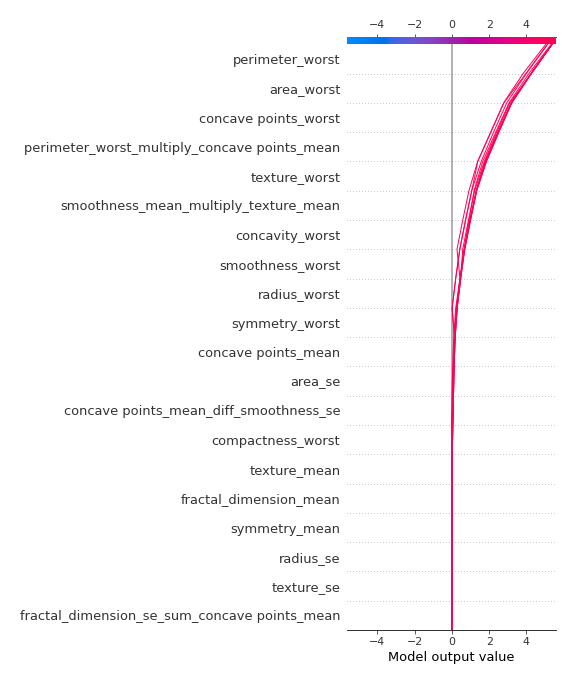 −4 −2 0 2 4
perimeter_worst
area_worst
concave points_worst
perimeter_worst_multiply_concave points_mean
texture_worst
smoothness_mean_multiply_texture_mean
concavity_worst
smoothness_worst
radius_worst
symmetry_worst
concave points_mean
area_se
concave points_mean_diff_smoothness_se
compactness_worst
texture_mean
fractal_dimension_mean
symmetry_mean
radius_se
texture_se
fractal_dimension_se_sum_concave points_mean
−4 −2 0 2 4
Model output value